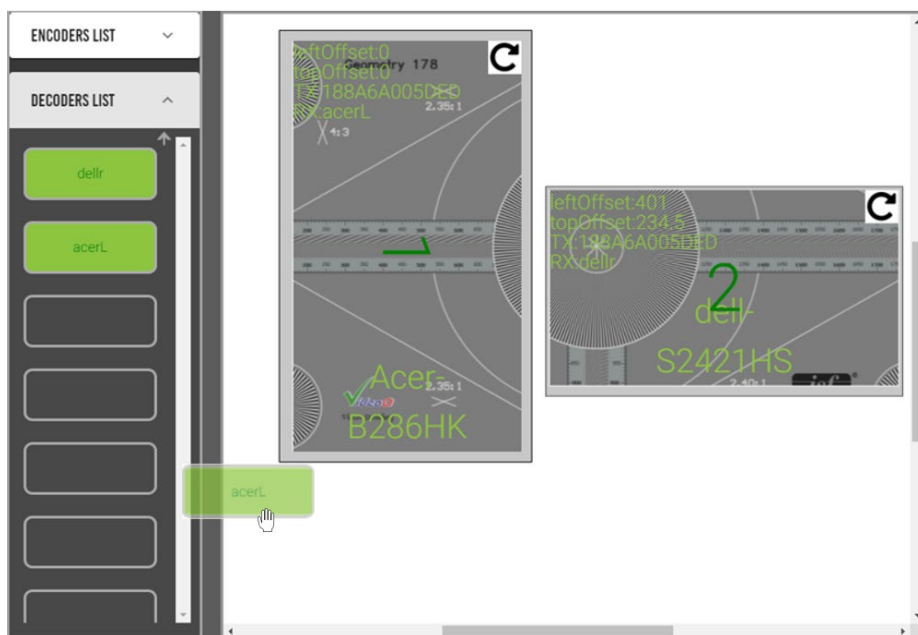 ENCODERS LIST
DECODERS LIST
dellr
acerL
leftOffset:0
topOffset:0
TX:188A6A005DED
RX:acerL
Geometry 178
2.35:1
4:3
1
Acer-
B286HK
2.35:1
leftOffset:401
topOffset:234.5
TX:188A6A005DED
RX:dellr
2
dell-
S2421HS
2.40:1
acerL